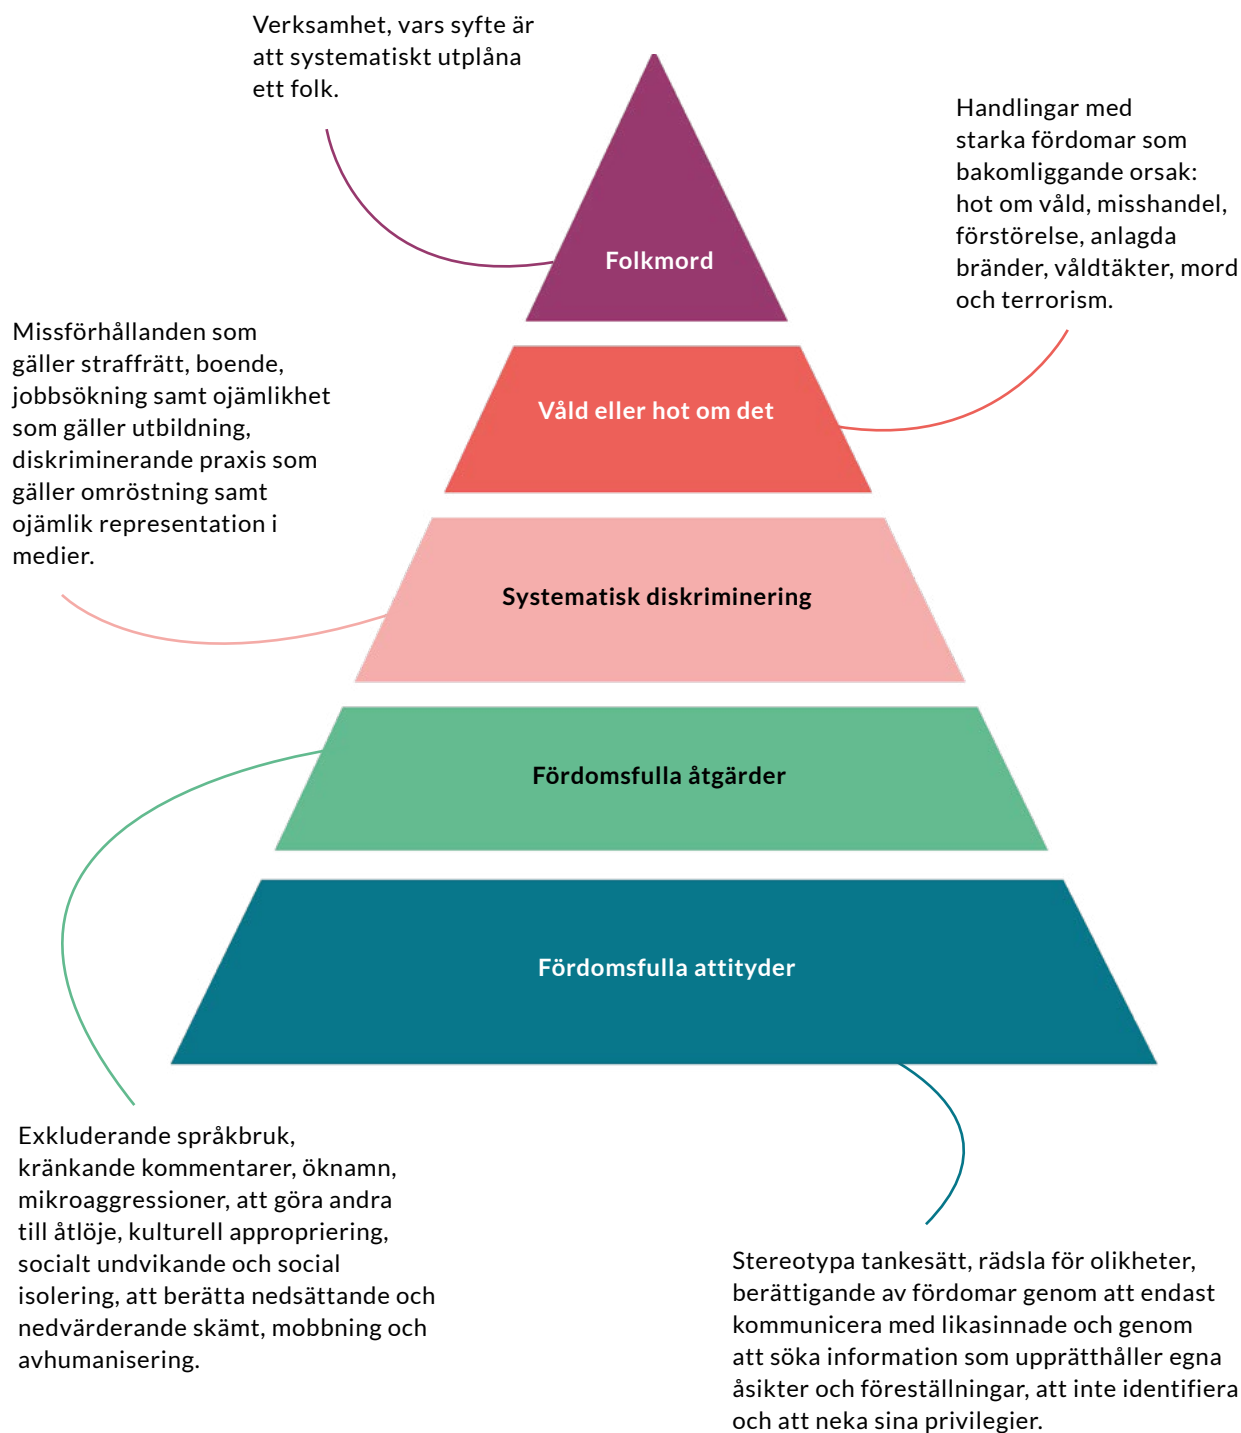 Verksamhet, vars syfte är
att systematiskt utplåna
ett folk.
Handlingar med
starka fördomar som
bakomliggande orsak:
hot om våld, misshandel,
förstörelse, anlagda
bränder, våldtäkter, mord
och terrorism.
Folkmord
Missförhållanden som
gäller straffrätt, boende,
jobbsökning samt ojämlikhet
som gäller utbildning,
diskriminerande praxis som
gäller omröstning samt
ojämlik representation i
medier.
Våld eller hot om det
Systematisk diskriminering
Fördomsfulla åtgärder
Fördomsfulla attityder
Exkluderande språkbruk,
kränkande kommentarer, öknamn,
mikroaggressioner, att göra andra
till åtlöje, kulturell appropriering,
socialt undvikande och social
isolering, att berätta nedsättande och
nedvärderande skämt, mobbning och
avhumanisering.
Stereotypa tankesätt, rädsla för olikheter,
berättigande av fördomar genom att endast
kommunicera med likasinnade och genom
att söka information som upprätthåller egna
åsikter och föreställningar, att inte identifiera
och att neka sina privilegier.